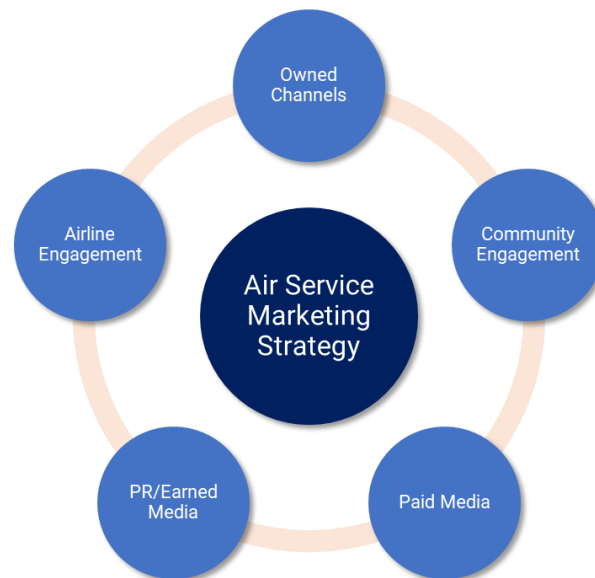 Owned
Channels
Airline
Engagement
Community
Engagement
Air Service
Marketing
Strategy
PR/Earned
Media
Paid Media